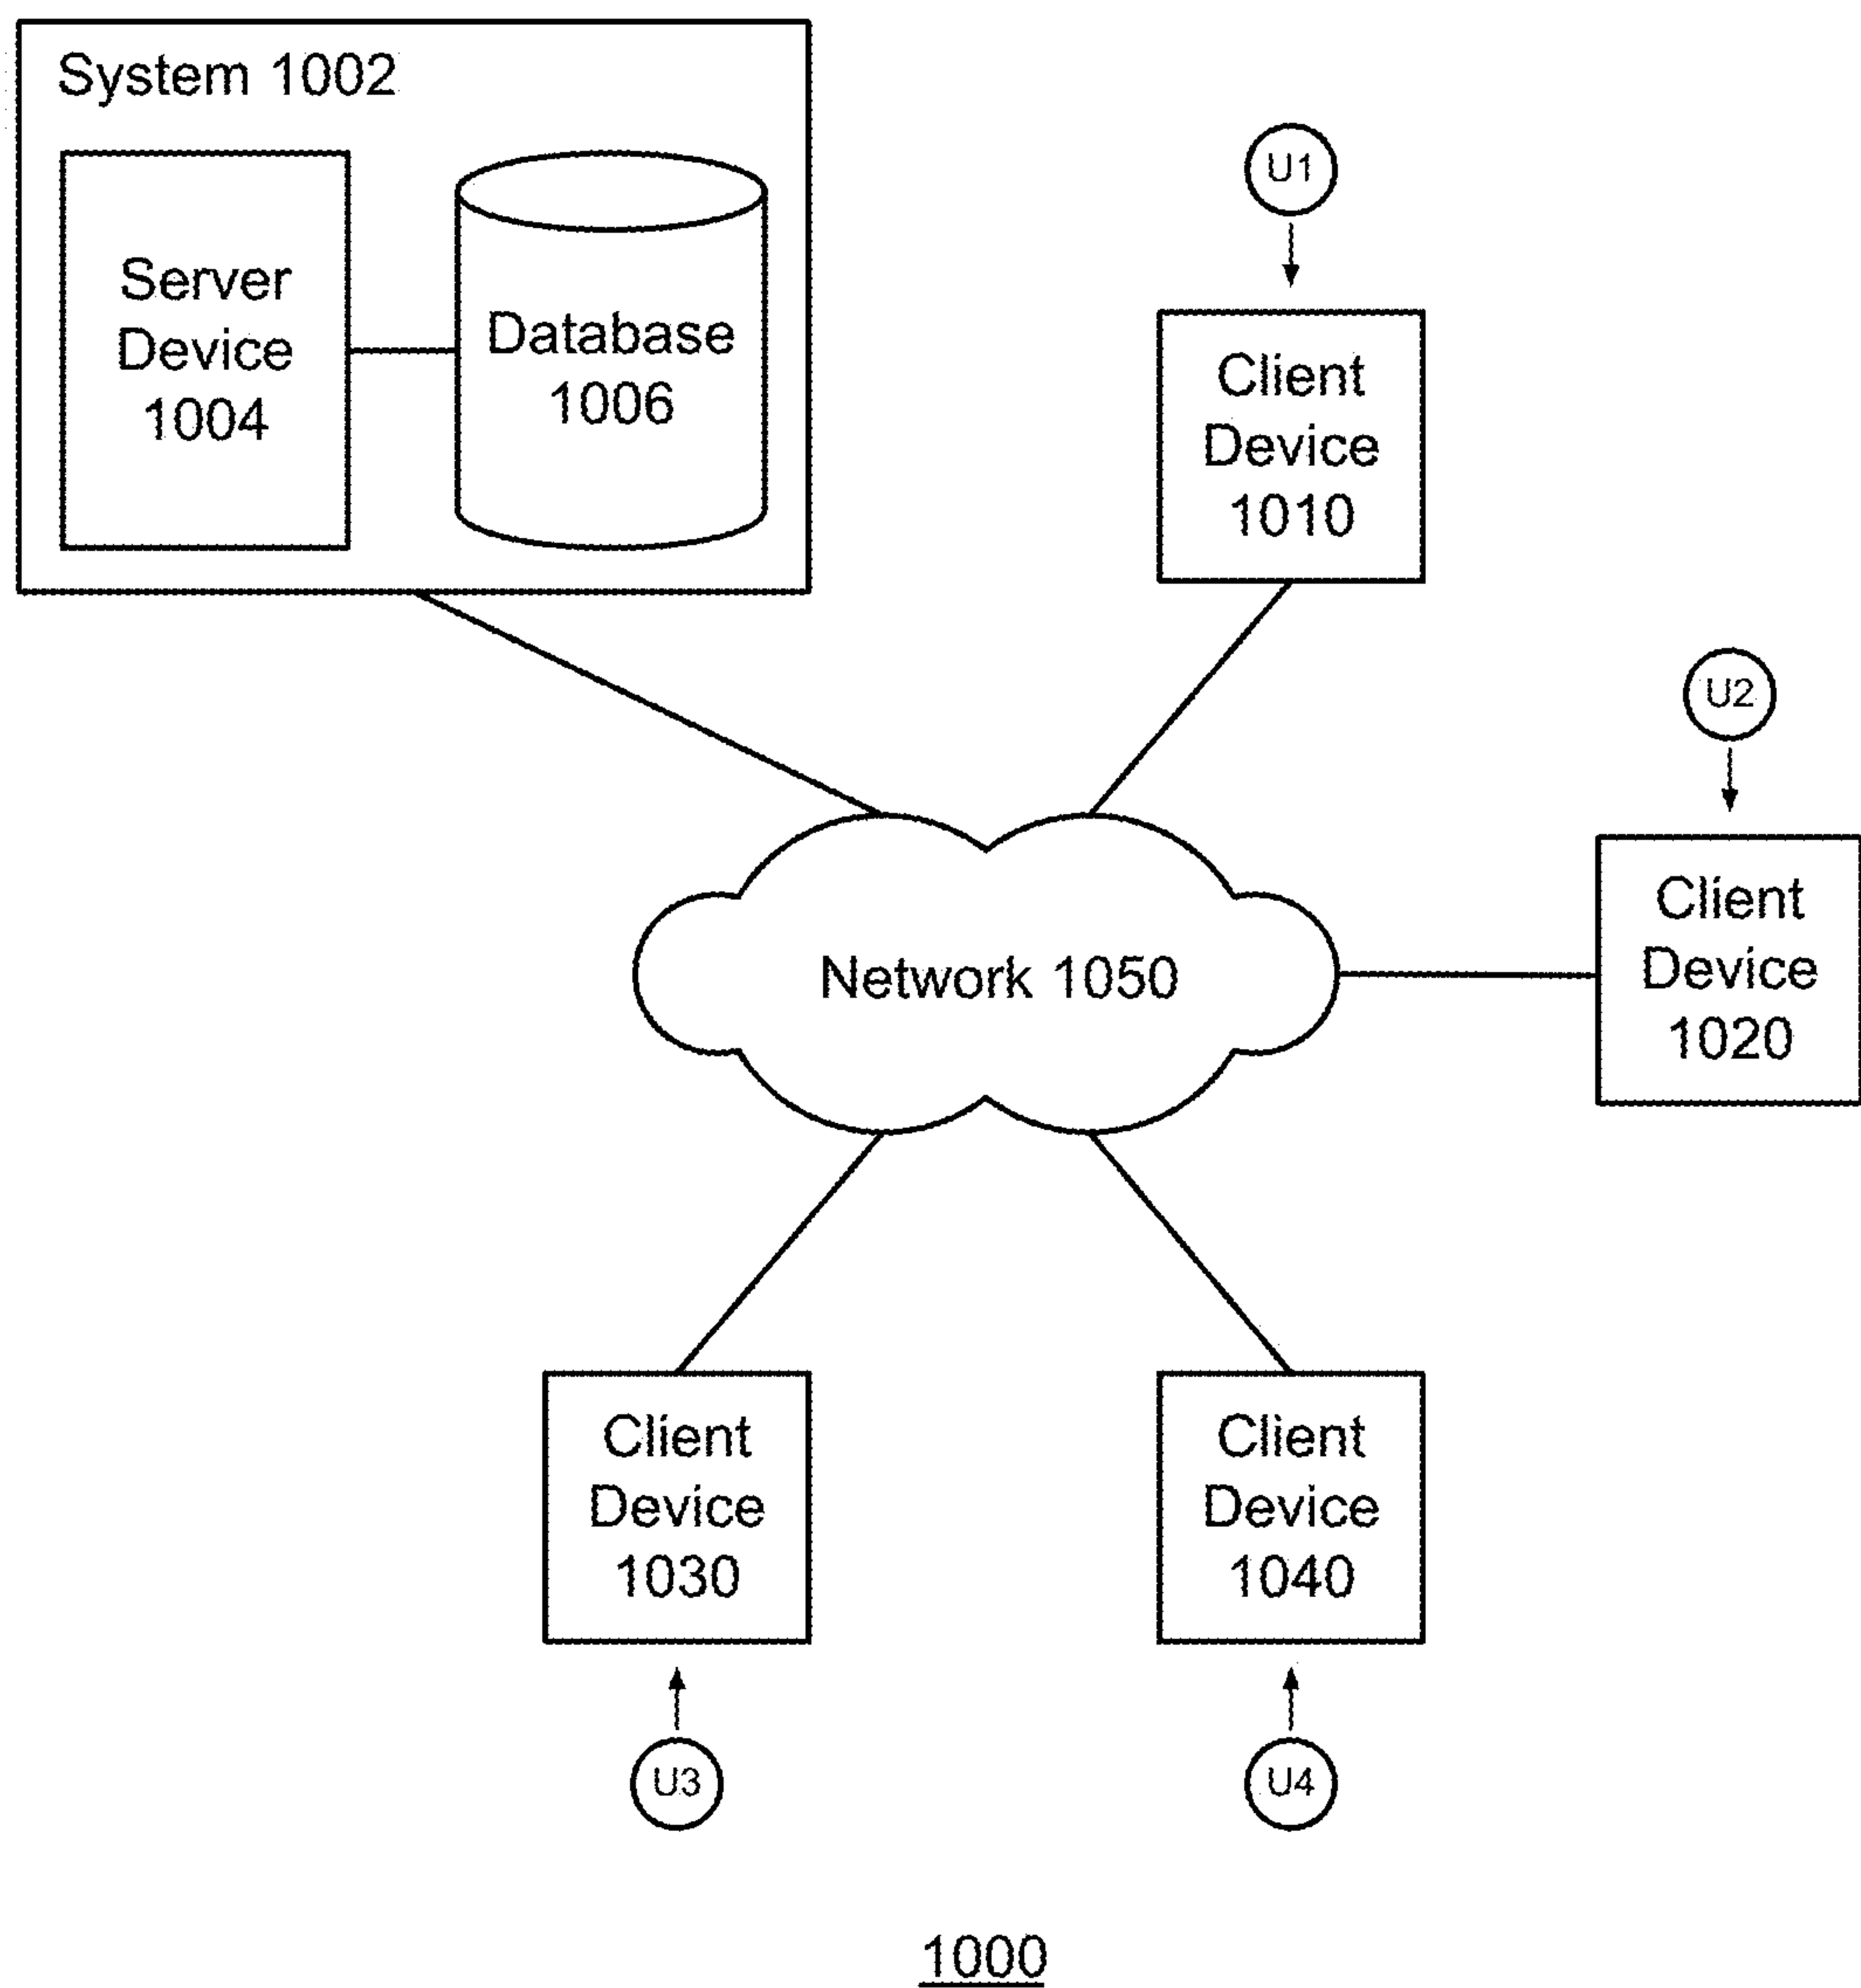 System 1002
Server
Device
1004
Database
1006
U1
Client
Device
1010
U2
Client
Device
1020
Network 1050
Client
Device
1030
Client
Device
1040
U3
U4
1000